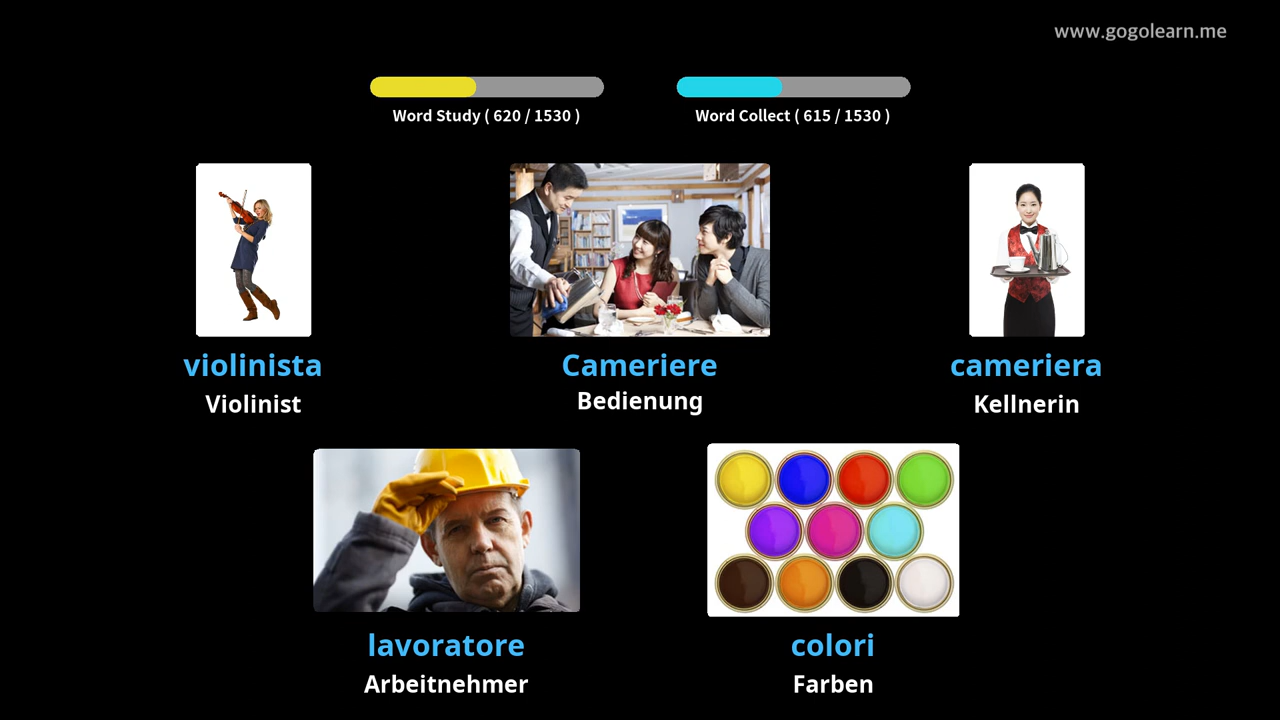 www.gogolearn.me
Word Study ( 620 / 1530 )
Word Collect ( 615 / 1530 )
violinista
Violinist
Cameriere
Bedienung
cameriera
Kellnerin
lavoratore
Arbeitnehmer
colori
Farben